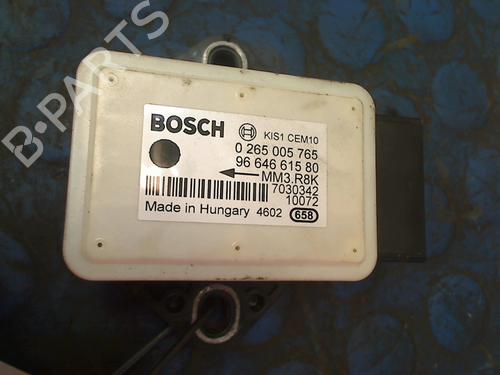 B-PARTS
BOSCH KIS1 CEM10
0 265 005 765
96 646 615 80
MM3.R8K
7030342
10072
Made in Hungary 4602 658